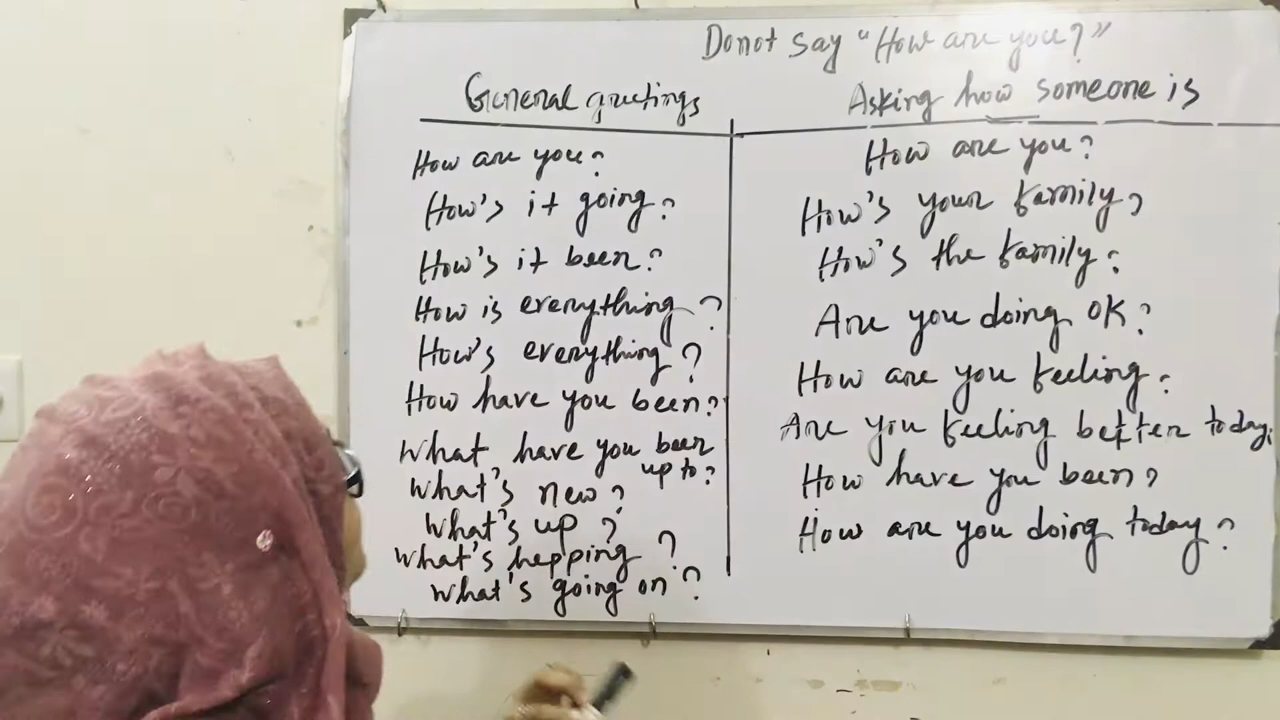 Do not say "How are you?"
General greetings
How are you?
How's it going?
How's it been?
How is everything?
How's everything?
How have you been?
What have you been
up to?
What's new?
What's up?
What's hepping?
What's going on?
Asking how someone is
How are you?
How's your family?
How's the family?
Are you doing OK?
How are you feeling?
Are you feeling better today?
How have you been?
How are you doing today?